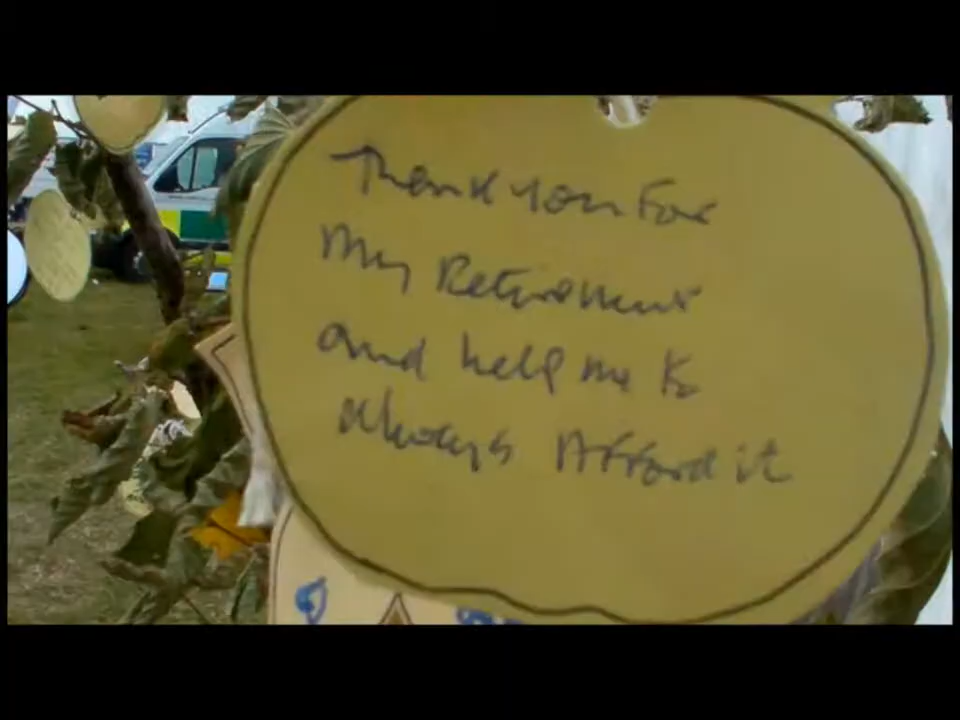 Thank you For
My Retirement
and help me to
always Afford it